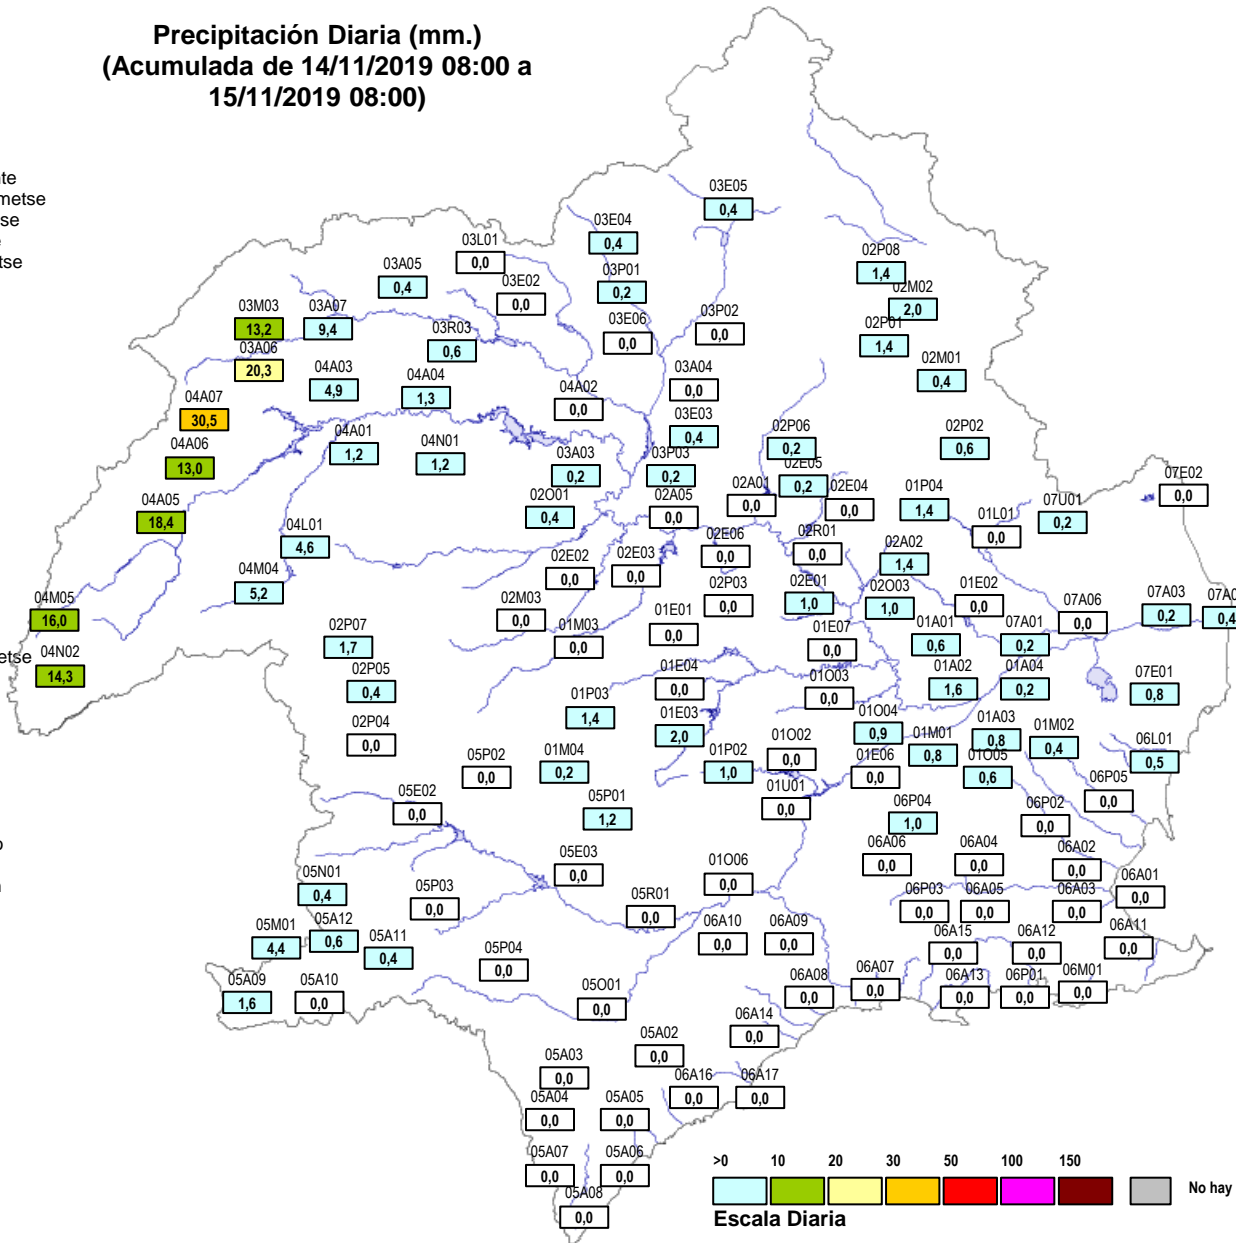 Precipitación Diaria (mm.)
(Acumulada de 14/11/2019 08:00 a
15/11/2019 08:00)
03E05
0,4
03E04
0,4
03L01
0,0
02P08
1,4
03A05
0,4
03P01
0,2
03E02
0,0
02M02
2,0
03M03
13,2
03A07
9,4
03P02
0,0
03E06
0,0
02P01
1,4
03R03
0,6
03A06
20,3
02M01
0,4
04A03
4,9
04A04
1,3
03A04
0,0
04A02
0,0
04A07
30,5
03E03
0,4
04A01
1,2
04N01
1,2
02P06
0,2
02P02
0,6
04A06
13,0
03A03
0,2
03P03
0,2
02E05
0,2
07E02
0,0
02A01
0,0
02E04
0,0
01P04
1,4
04A05
18,4
02O01
0,4
02A05
0,0
07U01
0,2
01L01
0,0
04L01
4,6
02E06
0,0
02R01
0,0
02A02
1,4
02E02
0,0
02E03
0,0
04M04
5,2
02P03
0,0
02E01
1,0
02O03
1,0
01E02
0,0
04M05
16,0
02M03
0,0
07A03
0,2
07A0
0,4
07A06
0,0
01E01
0,0
02P07
1,7
01M03
0,0
01E07
0,0
01A01
0,6
07A01
0,2
etse
04N02
14,3
02P05
0,4
01E04
0,0
01O03
0,0
01A02
1,6
01A04
0,2
07E01
0,8
01P03
1,4
02P04
0,0
01E03
2,0
01O04
0,9
01A03
0,8
01M02
0,4
01M01
0,8
05P02
0,0
01M04
0,2
01P02
1,0
01O02
0,0
01E06
0,0
01O05
0,6
06L01
0,5
06P05
0,0
05E02
0,0
05P01
1,2
01U01
0,0
06P04
1,0
06P02
0,0
05E03
0,0
06A06
0,0
06A04
0,0
06A02
0,0
05N01
0,4
05P03
0,0
01O06
0,0
06A01
0,0
05R01
0,0
06P03
0,0
06A05
0,0
06A03
0,0
05M01
4,4
05A12
0,6
05A11
0,4
06A10
0,0
06A09
0,0
06A15
0,0
06A12
0,0
06A11
0,0
05P04
0,0
05A09
1,6
05A10
0,0
05O01
0,0
06A08
0,0
06A07
0,0
06A13
0,0
06P01
0,0
06M01
0,0
06A14
0,0
05A02
0,0
05A03
0,0
06A16
0,0
06A17
0,0
05A04
0,0
05A05
0,0
05A07
0,0
05A06
0,0
05A08
0,0
>0 10 20 30 50 100 150
No hay
Escala Diaria